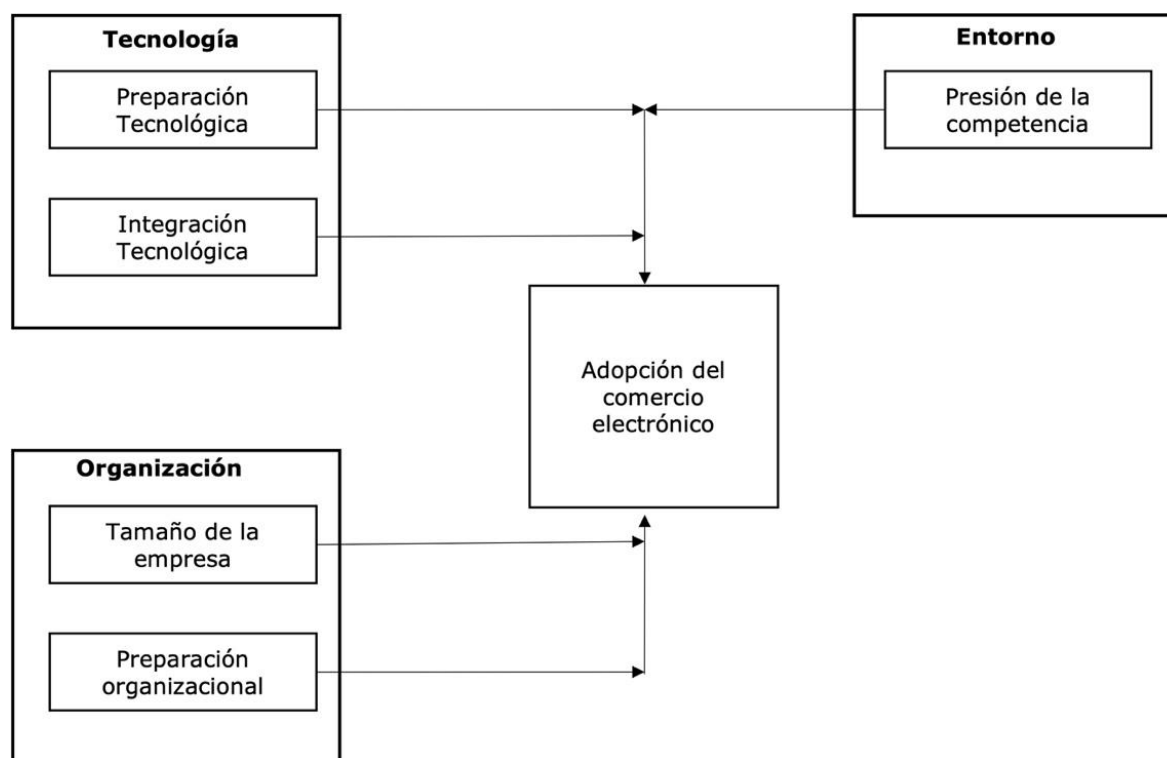 Tecnología
Preparación
Tecnológica
Integración
Tecnológica
Entorno
Presión de la
competencia
Adopción del
comercio
electrónico
Organización
Tamaño de la
empresa
Preparación
organizacional